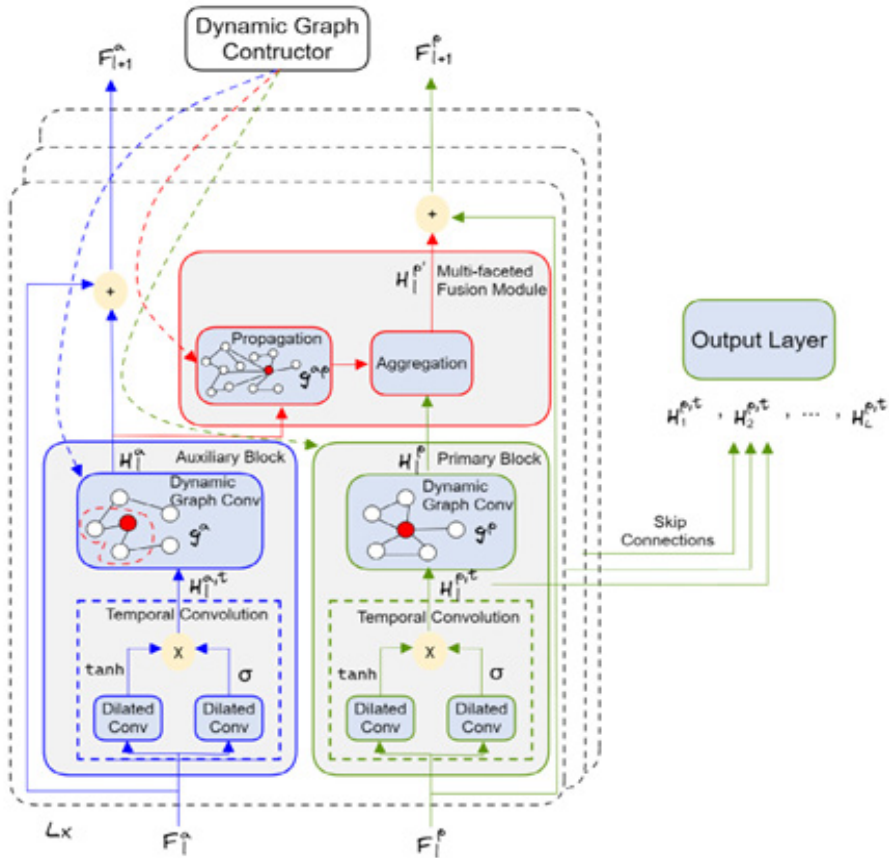 Dynamic Graph
Contructor
F^a_{l+1}
F^p_{l+1}
+
+
H^{p'}_l
Multi-faceted
Fusion Module
Propagation
g^{ap}
Aggregation
Output Layer
H^{p,t}_1 , H^{p,t}_2 , ... , H^{p,t}_L
H^a_l
Auxiliary Block
H^p_l
Primary Block
Dynamic
Graph Conv
g^a
Dynamic
Graph Conv
g^p
Skip
Connections
H^{a,t}_l
H^{p,t}_l
Temporal Convolution
Temporal Convolution
x
x
tanh
σ
tanh
σ
Dilated
Conv
Dilated
Conv
Dilated
Conv
Dilated
Conv
Lx
F^a_l
F^p_l